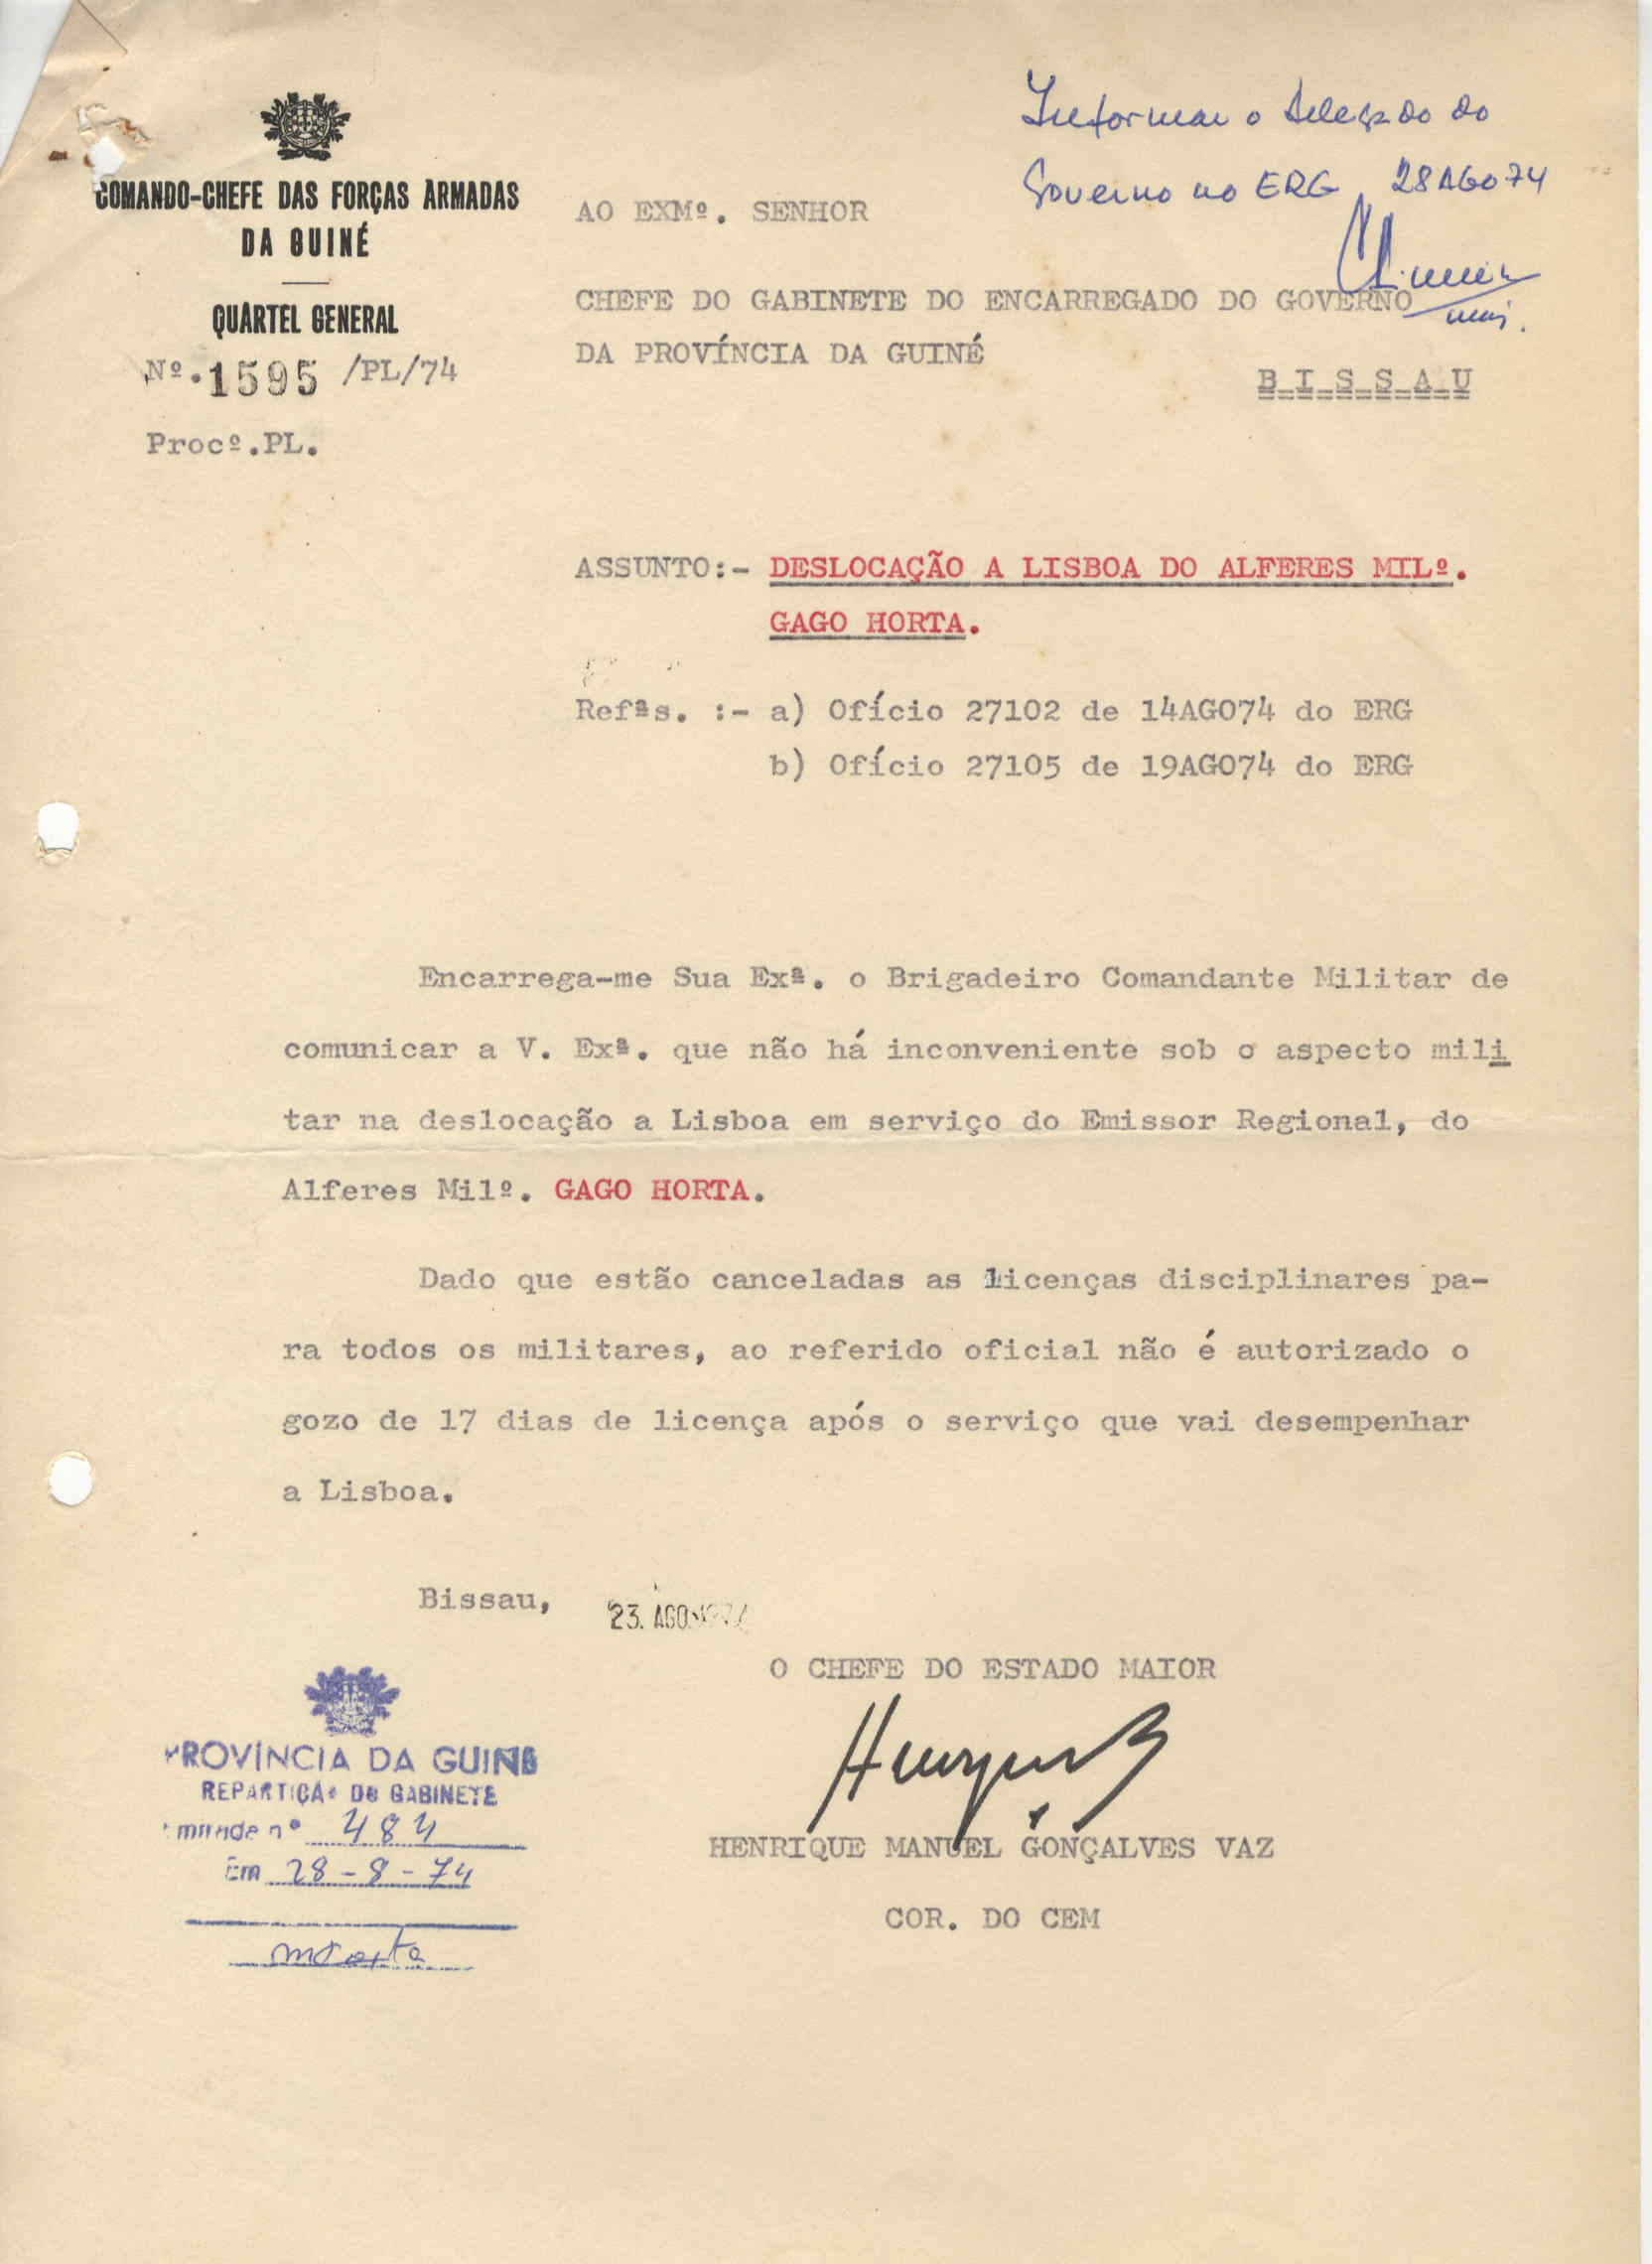 Informar o Delegado do
Governo no ERG, 28AGO74
COMANDO-CHEFE DAS FORÇAS ARMADAS
DA GUINÉ
QUARTEL GENERAL
Nº.1595 /PL/74
Procº.PL.
AO EXMº. SENHOR
CHEFE DO GABINETE DO ENCARREGADO DO GOVERNO
DA PROVÍNCIA DA GUINÉ
B I S S A U
ASSUNTO:- DESLOCAÇÃO A LISBOA DO ALFERES MILº.
GAGO HORTA.
Refªs. :- a) Ofício 27102 de 14AGO74 do ERG
b) Ofício 27105 de 19AGO74 do ERG
Encarrega-me Sua Exª. o Brigadeiro Comandante Militar de
comunicar a V. Exª. que não há inconveniente sob o aspecto mili
tar na deslocação a Lisboa em serviço do Emissor Regional, do
Alferes Milº. GAGO HORTA.
Dado que estão canceladas as licenças disciplinares pa-
ra todos os militares, ao referido oficial não é autorizado o
gozo de 17 dias de licença após o serviço que vai desempenhar
a Lisboa.
Bissau, 23. AGO. 1974
O CHEFE DO ESTADO MAIOR
HENRIQUE MANUEL GONÇALVES VAZ
COR. DO CEM
PROVÍNCIA DA GUINÉ
REPARTIÇÃO DO GABINETE
nº 484
Em 28-8-74